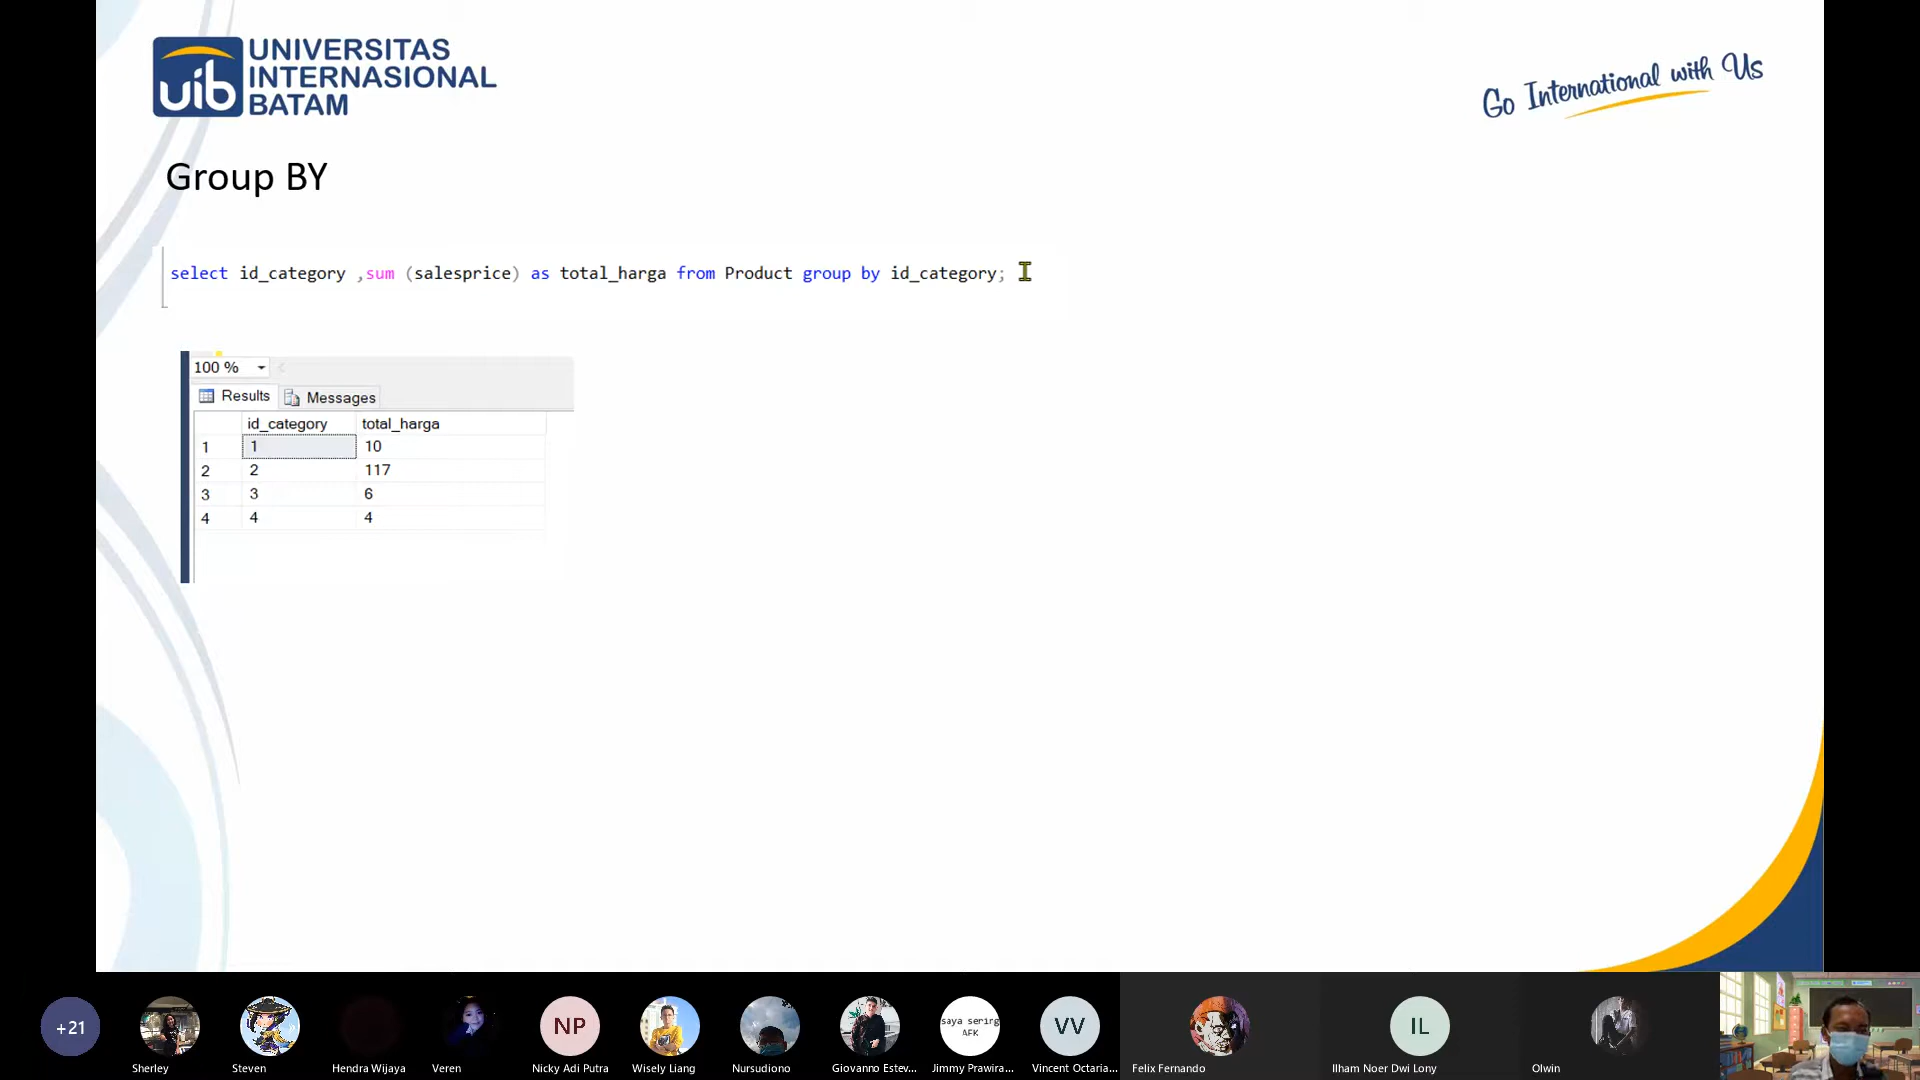 uib
UNIVERSITAS
INTERNASIONAL
BATAM
Go International with Us
Group BY
select id_category ,sum (salesprice) as total_harga from Product group by id_category;
100 %
Results Messages
id_category total_harga
1 1 10
2 2 117
3 3 6
4 4 4
+21
NP
saya sering
AFK
VV
IL
Sherley
Steven
Hendra Wijaya
Veren
Nicky Adi Putra
Wisely Liang
Nursudiono
Giovanno Estev...
Jimmy Prawira...
Vincent Octaria...
Felix Fernando
Ilham Noer Dwi Lony
Olwin